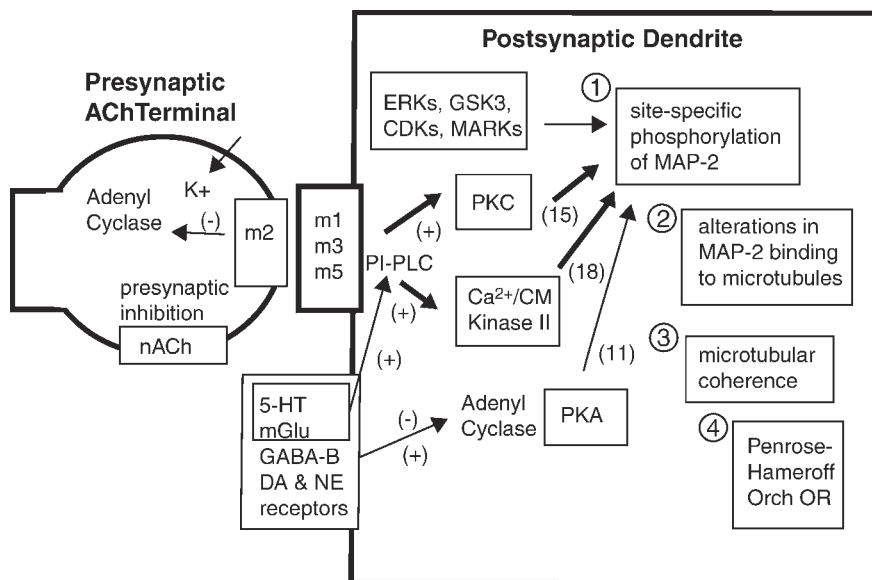 Postsynaptic Dendrite
Presynaptic
AChTerminal
K+
Adenyl
Cyclase
(-)
m2
presynaptic
inhibition
nACh
m1
m3
m5
PI-PLC
(+)
(+)
(+)
5-HT
mGlu
GABA-B
DA & NE
receptors
(-)
(+)
ERKs, GSK3,
CDKs, MARKs
PKC
(15)
Ca²⁺/CM
Kinase II
(18)
Adenyl
Cyclase
PKA
(11)
1
site-specific
phosphorylation
of MAP-2
2
alterations in
MAP-2 binding
to microtubules
3
microtubular
coherence
4
Penrose-
Hameroff
Orch OR